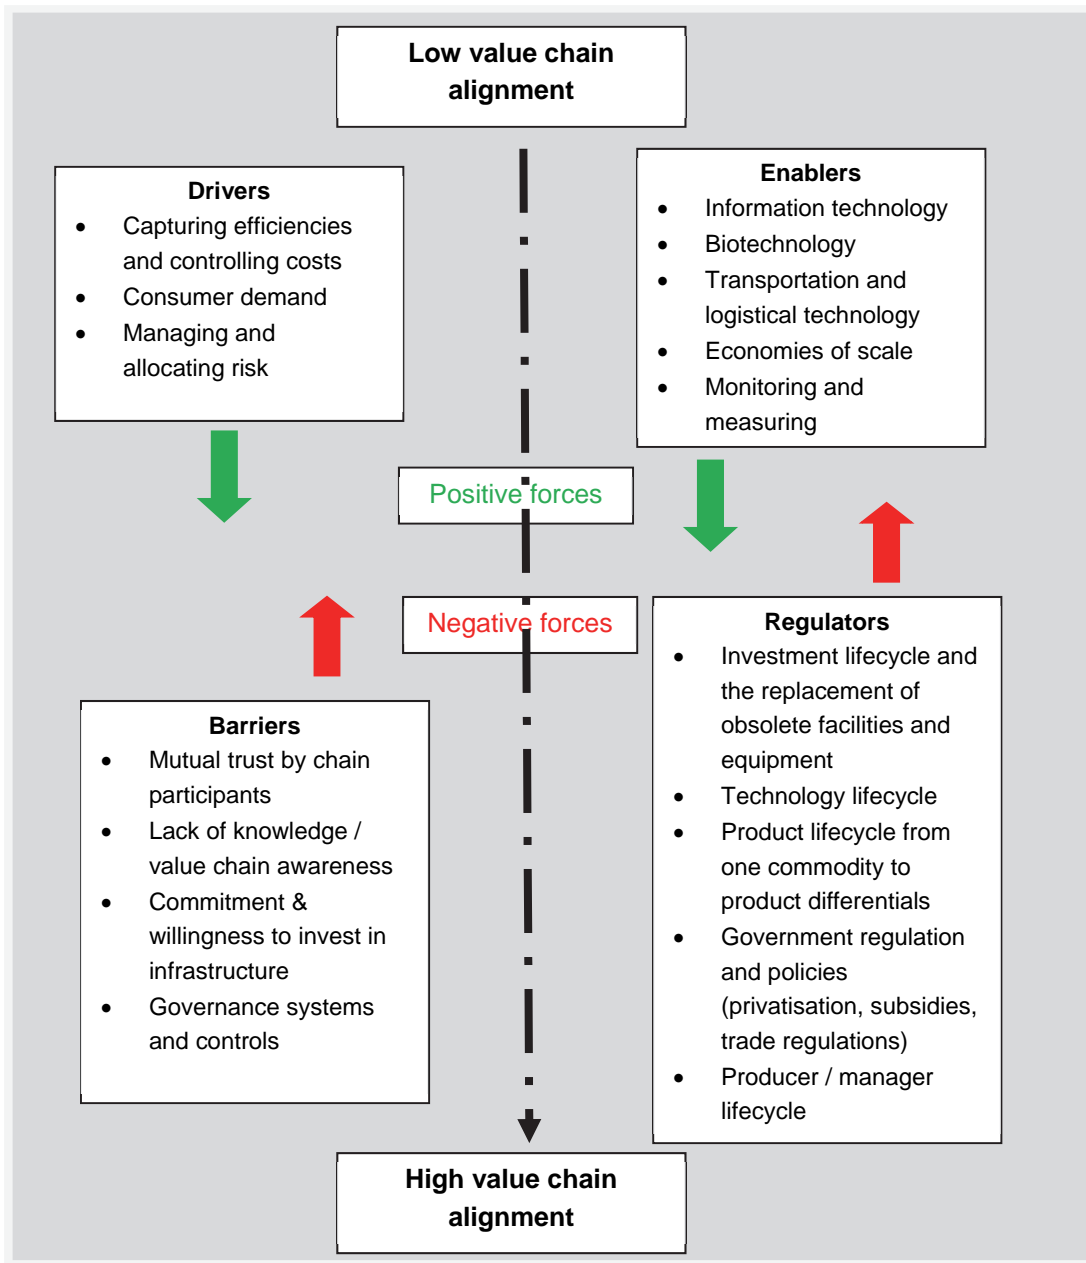 Low value chain
alignment
Drivers
• Capturing efficiencies
and controlling costs
• Consumer demand
• Managing and
allocating risk
Enablers
• Information technology
• Biotechnology
• Transportation and
logistical technology
• Economies of scale
• Monitoring and
measuring
Positive forces
Negative forces
Barriers
• Mutual trust by chain
participants
• Lack of knowledge /
value chain awareness
• Commitment &
willingness to invest in
infrastructure
• Governance systems
and controls
Regulators
• Investment lifecycle and
the replacement of
obsolete facilities and
equipment
• Technology lifecycle
• Product lifecycle from
one commodity to
product differentials
• Government regulation
and policies
(privatisation, subsidies,
trade regulations)
• Producer / manager
lifecycle
High value chain
alignment